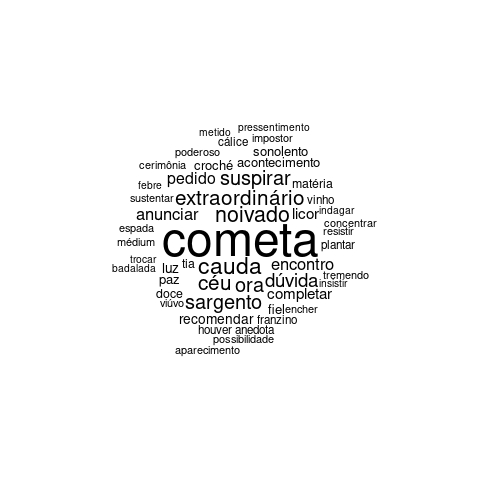 pressentimento
metido
impostor
cálice
poderoso
sonolento
cerimônia
croché
acontecimento
febre
pedido
suspirar
matéria
sustentar
extraordinário
vinho
anunciar
noivado
licor
indagar
espada
concentrar
resistir
médium
cometa
plantar
trocar
badalada
luz
tia
cauda
encontro
paz
céu
ora
dúvida
tremendo
insistir
doce
viúvo
sargento
completar
fiel
encher
recomendar
franzino
houver
anedota
possibilidade
aparecimento